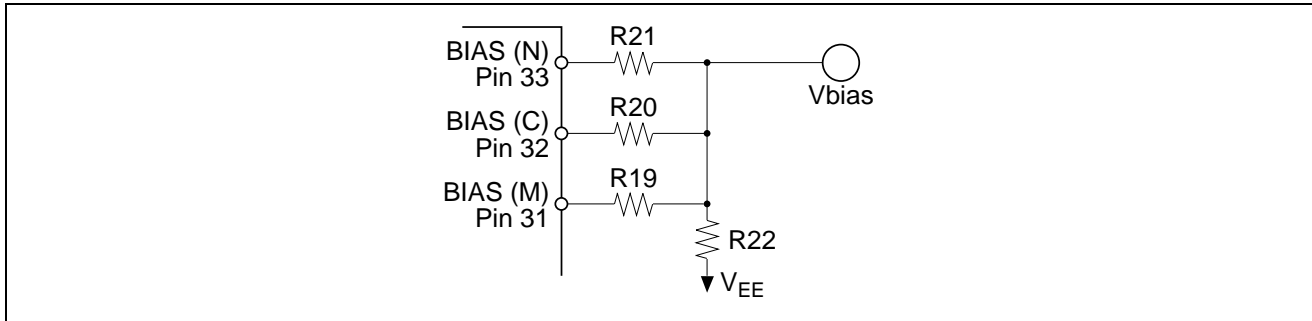 R21
BIAS (N)
Pin 33
Vbias
R20
BIAS (C)
Pin 32
R19
BIAS (M)
Pin 31
R22
VEE